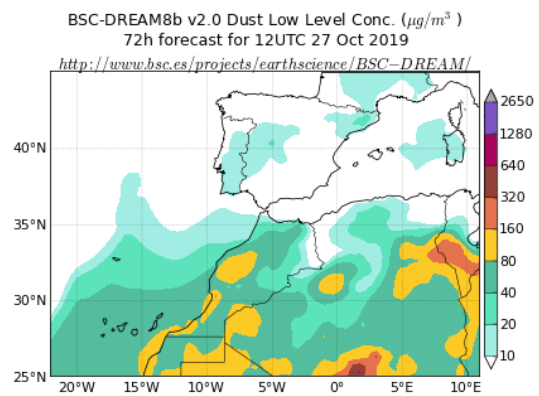 BSC-DREAM8b v2.0 Dust Low Level Conc. (μg/m³ )
72h forecast for 12UTC 27 Oct 2019
http://www.bsc.es/projects/earthscience/BSC−DREAM/
40°N
35°N
30°N
25°N
20°W
15°W
10°W
5°W
0°
5°E
10°E
2650
1280
640
320
160
80
40
20
10